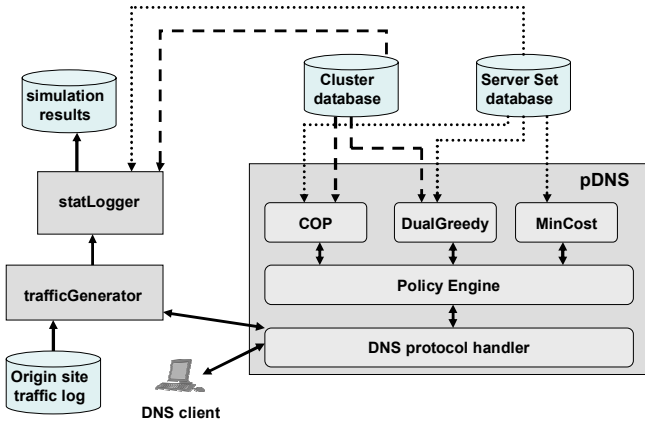 Cluster
database
Server Set
database
simulation
results
pDNS
statLogger
COP
DualGreedy
MinCost
trafficGenerator
Policy Engine
DNS protocol handler
Origin site
traffic log
DNS client